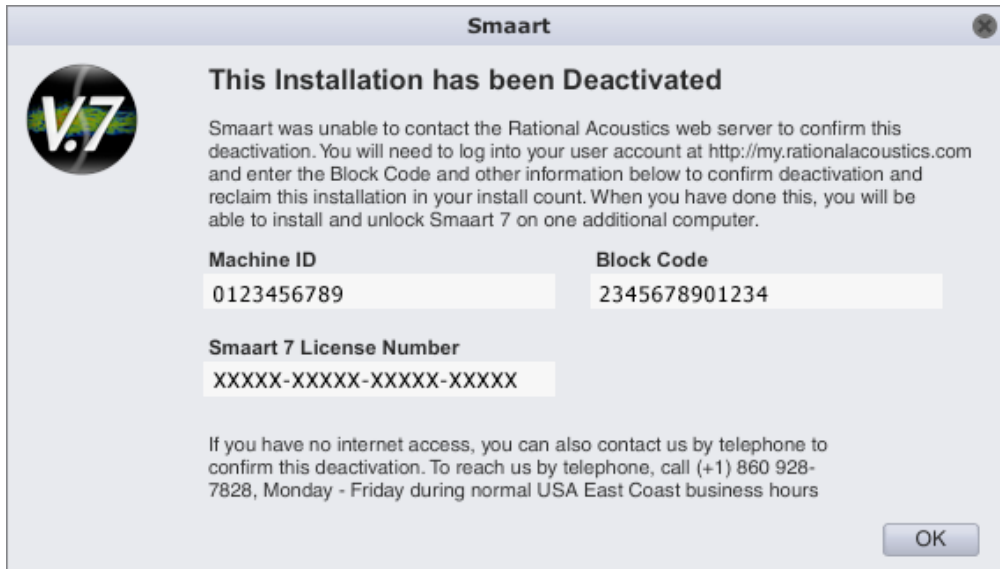 Smaart
V.7
This Installation has been Deactivated
Smaart was unable to contact the Rational Acoustics web server to confirm this
deactivation. You will need to log into your user account at http://my.rationalacoustics.com
and enter the Block Code and other information below to confirm deactivation and
reclaim this installation in your install count. When you have done this, you will be
able to install and unlock Smaart 7 on one additional computer.
Machine ID
Block Code
0123456789
2345678901234
Smaart 7 License Number
XXXXX-XXXXX-XXXXX-XXXXX
If you have no internet access, you can also contact us by telephone to
confirm this deactivation. To reach us by telephone, call (+1) 860 928-
7828, Monday - Friday during normal USA East Coast business hours
OK